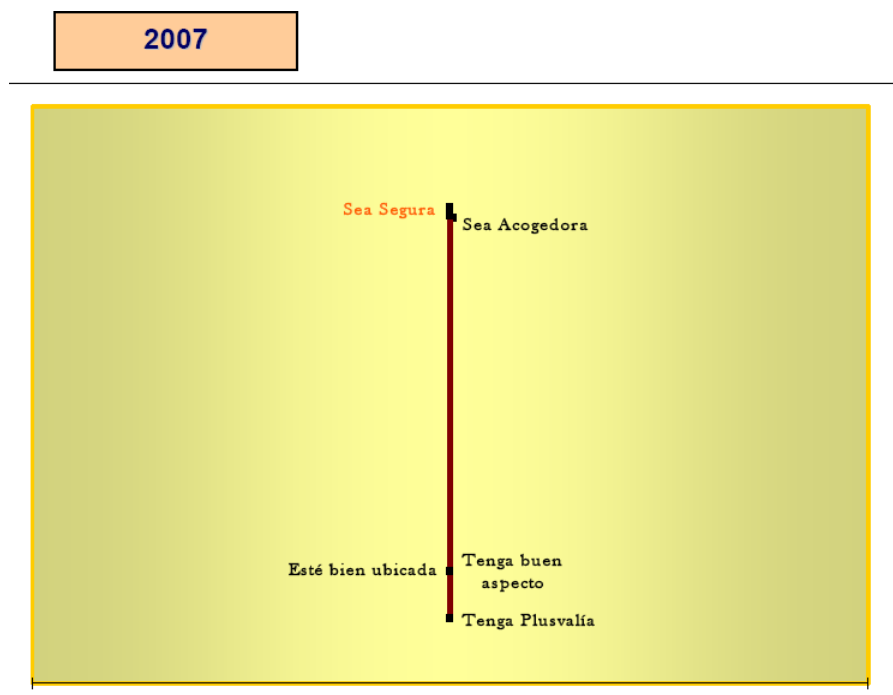 2007
Sea Segura
Sea Acogedora
Esté bien ubicada
Tenga buen
aspecto
Tenga Plusvalía